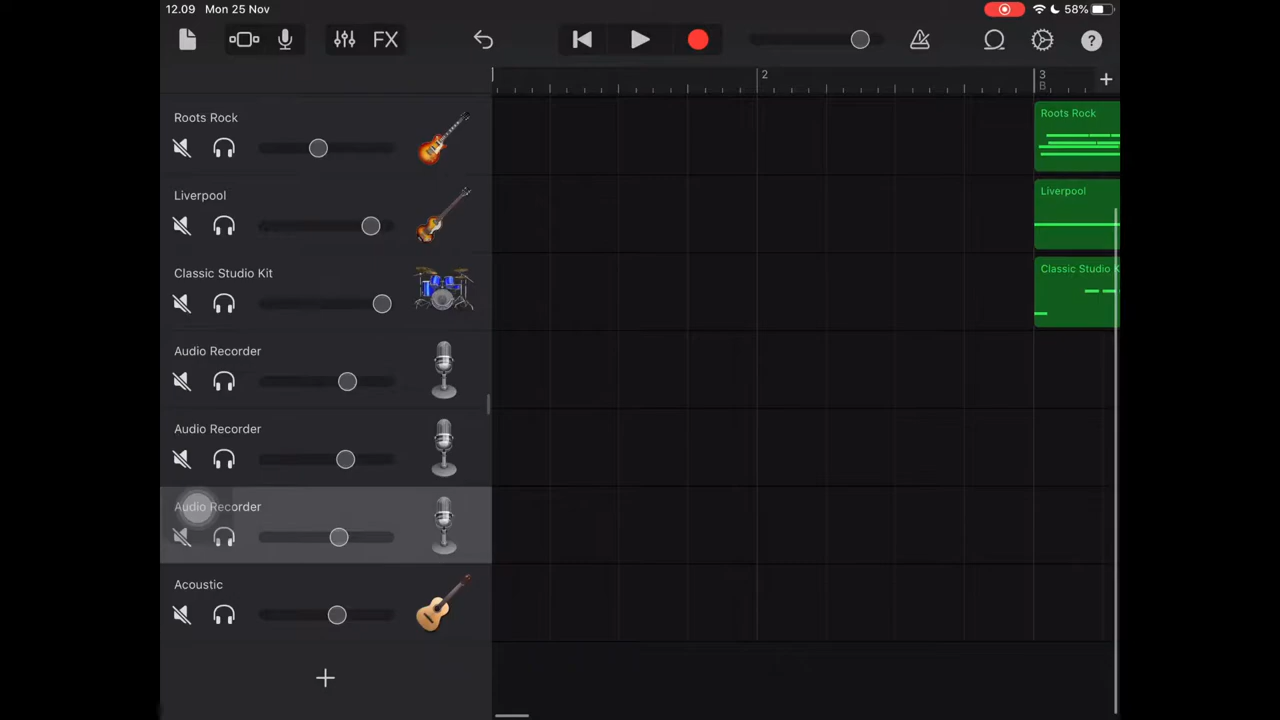 12.09 Mon 25 Nov
58%
FX
?
2
3
B
+
Roots Rock
Roots Rock
Liverpool
Liverpool
Classic Studio Kit
Classic Studio K
Audio Recorder
Audio Recorder
Audio Recorder
Acoustic
+